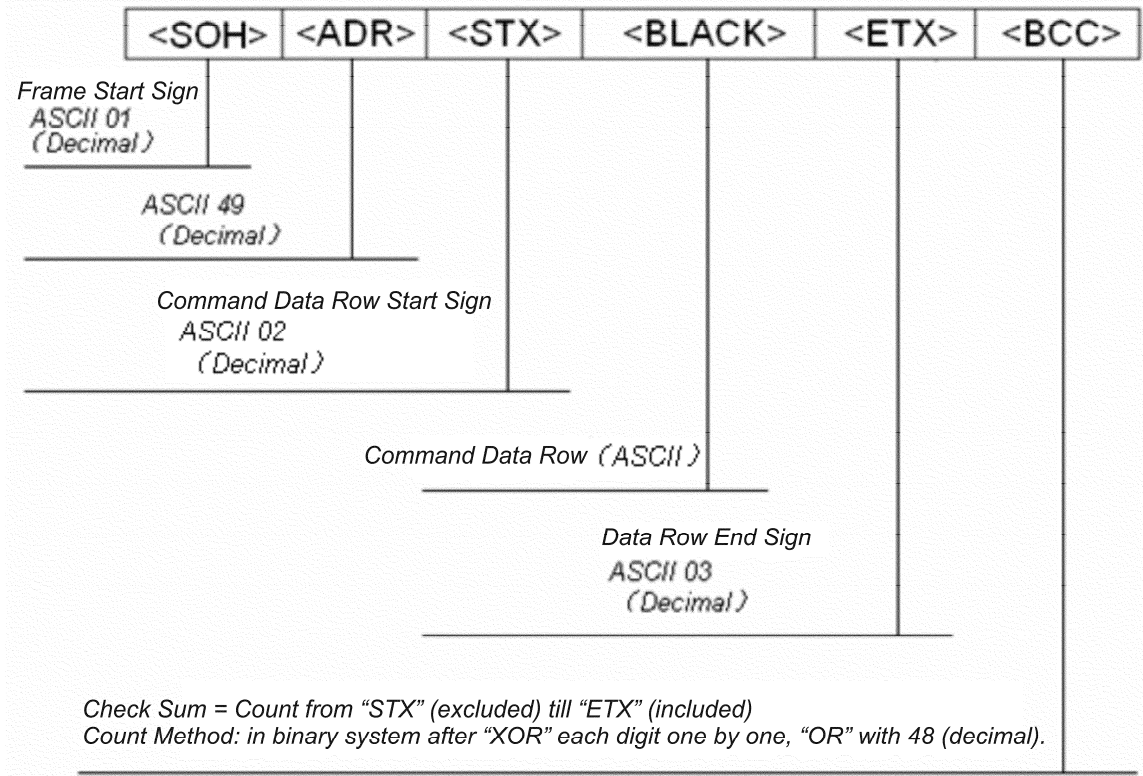 <SOH> <ADR> <STX> <BLACK> <ETX> <BCC>
Frame Start Sign
ASCII 01
(Decimal)
ASCII 49
(Decimal)
Command Data Row Start Sign
ASCII 02
(Decimal)
Command Data Row (ASCII)
Data Row End Sign
ASCII 03
(Decimal)
Check Sum = Count from “STX” (excluded) till “ETX” (included)
Count Method: in binary system after “XOR” each digit one by one, “OR” with 48 (decimal).